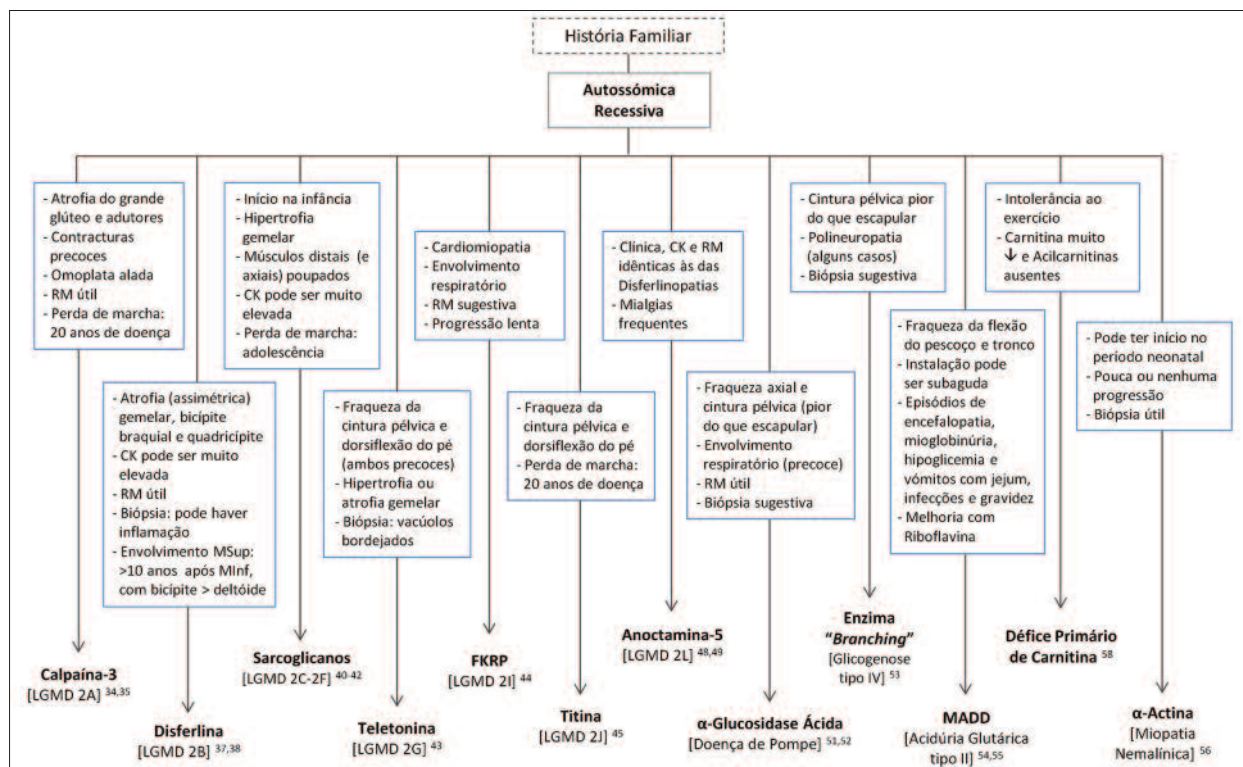 História Familiar
Autossómica
Recessiva
- Atrofia do grande
glúteo e adutores
- Contracturas
precoces
- Omoplata alada
- RM útil
- Perda de marcha:
20 anos de doença
Calpaína-3
[LGMD 2A] 34,35
- Atrofia (assimétrica)
gemelar, bicípite
braquial e quadricípite
- CK pode ser muito
elevada
- RM útil
- Biópsia: pode haver
inflamação
- Envolvimento MSup:
>10 anos após MInf,
com bicípite > deltóide
Disferlina
[LGMD 2B] 37,38
- Início na infância
- Hipertrofia
gemelar
- Músculos distais (e
axiais) poupados
- CK pode ser muito
elevada
- Perda de marcha:
adolescência
Sarcoglicanos
[LGMD 2C-2F] 40-42
- Fraqueza da
cintura pélvica e
dorsiflexão do pé
(ambos precoces)
- Hipertrofia ou
atrofia gemelar
- Biópsia: vacúolos
bordejados
Teletonina
[LGMD 2G] 43
- Cardiomiopatia
- Envolvimento
respiratório
- RM sugestiva
- Progressão lenta
FKRP
[LGMD 2I] 44
- Fraqueza da
cintura pélvica e
dorsiflexão do pé
- Perda de marcha:
20 anos de doença
Titina
[LGMD 2J] 45
- Clínica, CK e RM
idênticas às das
Disferlinopatias
- Mialgias
frequentes
Anoctamina-5
[LGMD 2L] 48,49
- Fraqueza axial e
cintura pélvica (pior
do que escapular)
- Envolvimento
respiratório (precoce)
- RM útil
- Biópsia sugestiva
α-Glucosidase Ácida
[Doença de Pompe] 51,52
- Cintura pélvica pior
do que escapular
- Polineuropatia
(alguns casos)
- Biópsia sugestiva
Enzima
"Branching"
[Glicogenose
tipo IV] 53
- Fraqueza da flexão
do pescoço e tronco
- Instalação pode
ser subaguda
- Episódios de
encefalopatia,
mioglobinúria,
hipoglicemia e
vómitos com jejum,
infecções e gravidez
- Melhoria com
Riboflavina
MADD
[Acidúria Glutárica
tipo II] 54,55
- Intolerância ao
exercício
- Carnitina muito
↓ e Acilcarnitinas
ausentes
Défice Primário
de Carnitina 58
- Pode ter início no
período neonatal
- Pouca ou nenhuma
progressão
- Biópsia útil
α-Actina
[Miopatia
Nemalínica] 56